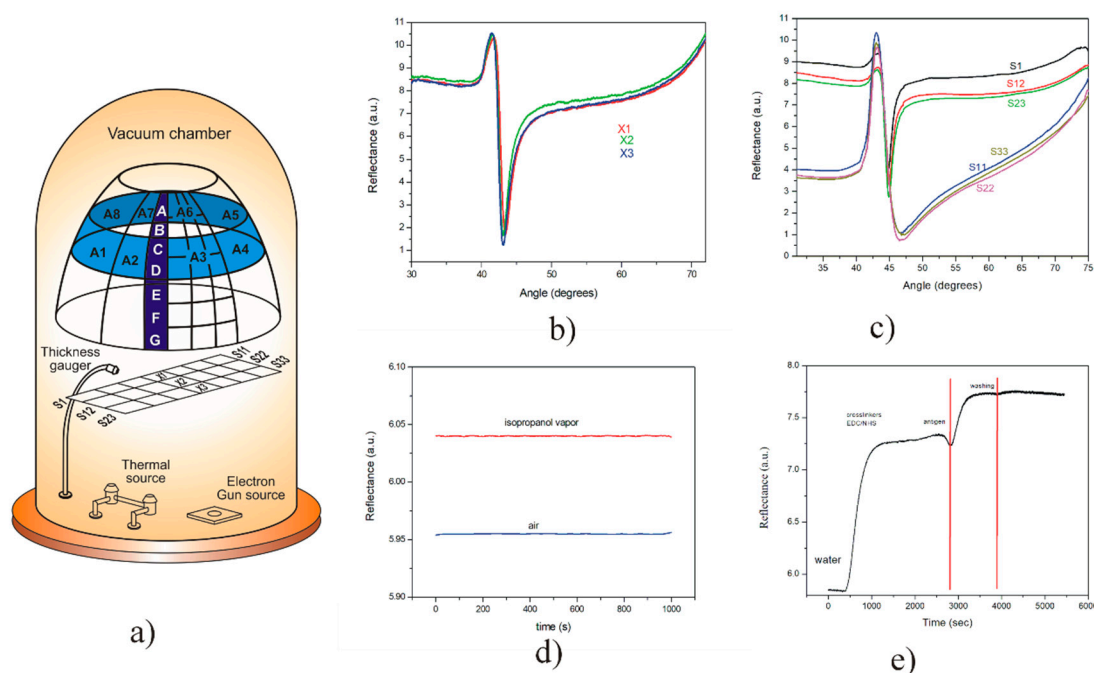 Vacuum chamber
A8 A7 A A6 A5
B
A1 A2 C A3 A4
D
E
F
G
Thickness
gauger
S11
S22
S33
X1
X2
X3
S1
S12
S23
Thermal
source
Electron
Gun source
a)
11
10
9
8
7
6
5
4
3
2
1
Reflectance (a.u.)
X1
X2
X3
30 40 50 60 70
Angle (degrees)
b)
11
10
9
8
7
6
5
4
3
2
1
0
Reflectance (a.u.)
S1
S12
S23
S33
S11
S22
35 40 45 50 55 60 65 70 75
Angle (degrees)
c)
6.10
6.05
6.00
5.95
5.90
Reflectance (a.u.)
isopropanol vapor
air
0 200 400 600 800 1000
time (s)
d)
8.0
7.5
7.0
6.5
6.0
Reflectance (a.u.)
washing
crosslinkers
EDC/NHS
antigen
water
0 1000 2000 3000 4000 5000 6000
Time (sec)
e)